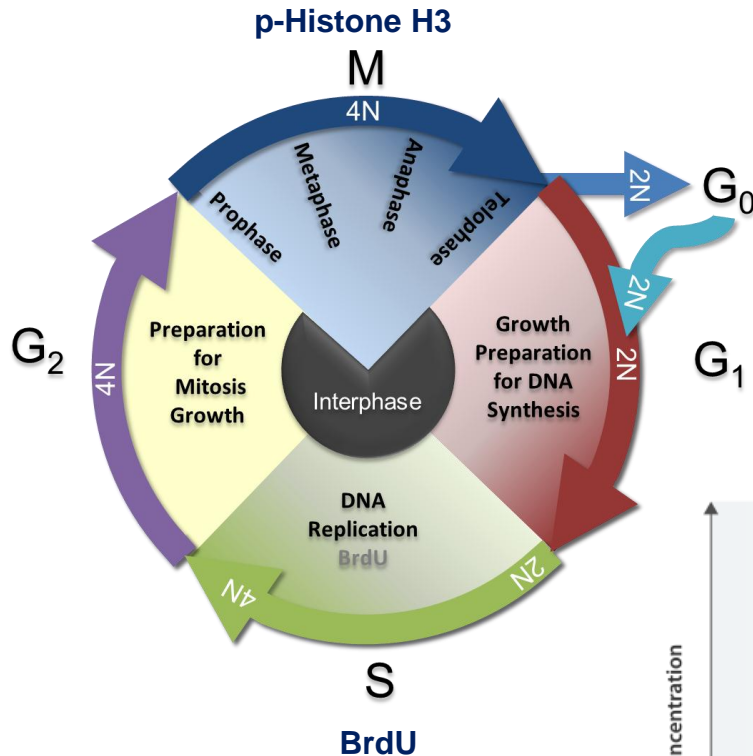 p-Histone H3
M
4N
Prophase
Metaphase
Anaphase
Telophase
2N
G0
2N
G2
4N
Preparation
for
Mitosis
Growth
Interphase
Growth
Preparation
for DNA
Synthesis
2N
G1
DNA
Replication
BrdU
4N
2N
S
BrdU